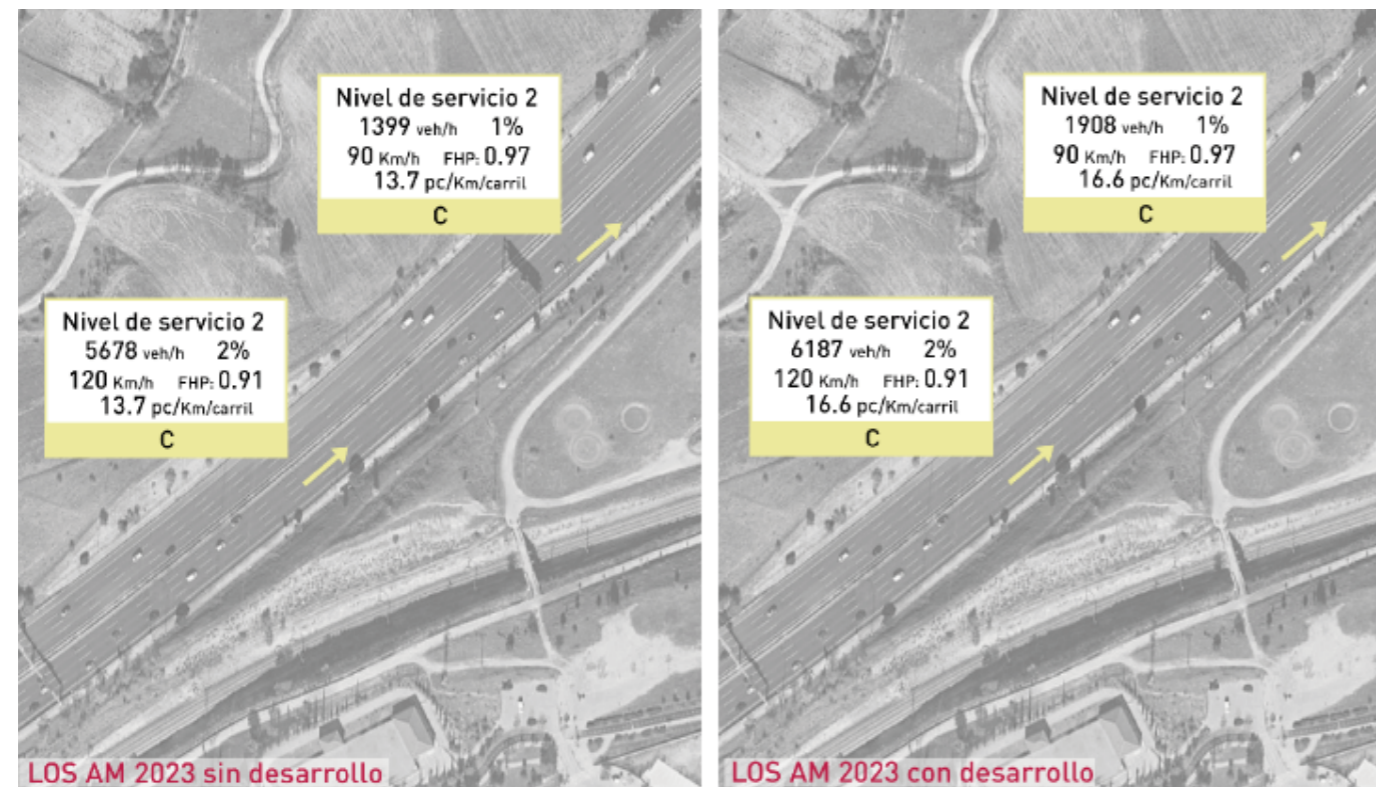 Nivel de servicio 2
1399 veh/h 1%
90 Km/h FHP: 0.97
13.7 pc/Km/carril
C
Nivel de servicio 2
5678 veh/h 2%
120 Km/h FHP: 0.91
13.7 pc/Km/carril
C
LOS AM 2023 sin desarrollo
Nivel de servicio 2
1908 veh/h 1%
90 Km/h FHP: 0.97
16.6 pc/Km/carril
C
Nivel de servicio 2
6187 veh/h 2%
120 Km/h FHP: 0.91
16.6 pc/Km/carril
C
LOS AM 2023 con desarrollo